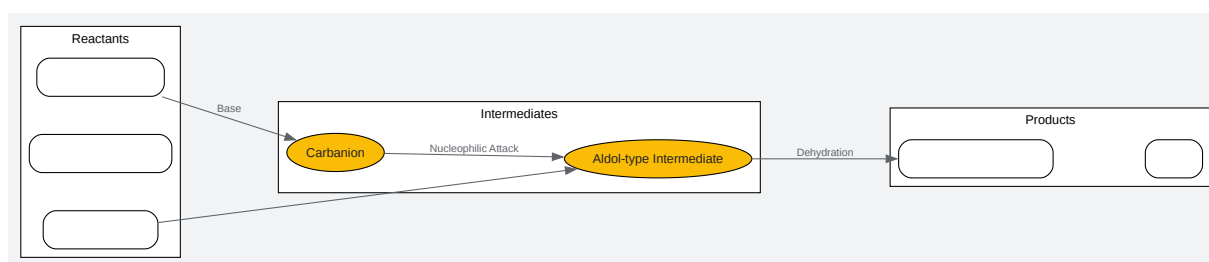 Reactants
Base
Intermediates
Carbanion
Nucleophilic Attack
Aldol-type Intermediate
Dehydration
Products